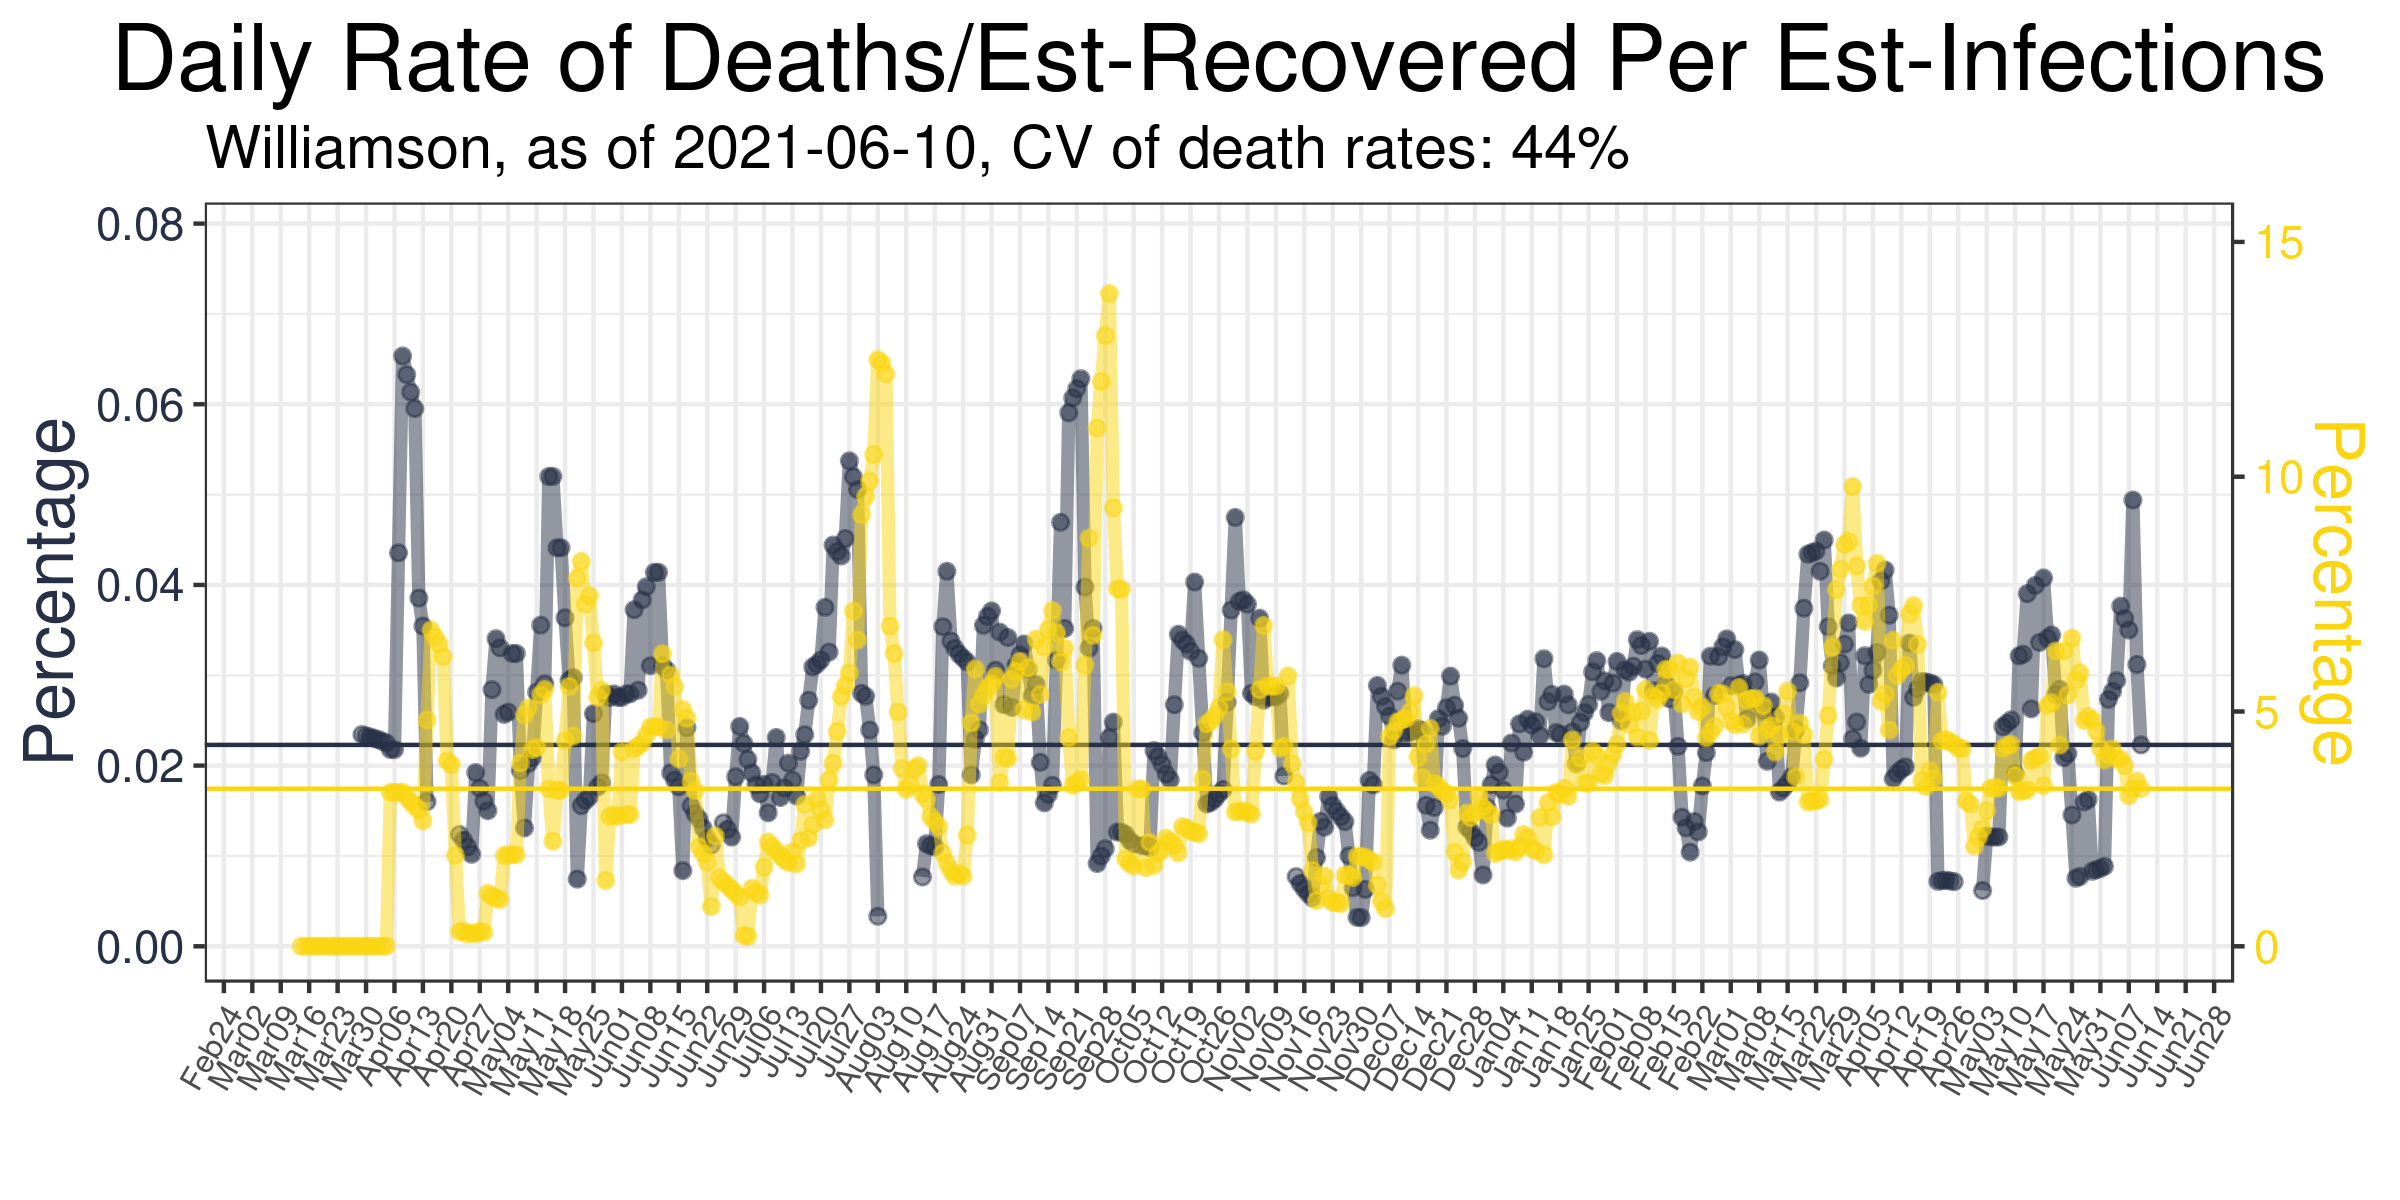 Daily Rate of Deaths/Est-Recovered Per Est-Infections
Williamson, as of 2021-06-10, CV of death rates: 44%
Percentage
0.08
0.06
0.04
0.02
0.00
15
10
5
0
Percentage
Feb24
Mar02
Mar09
Mar16
Mar23
Mar30
Apr06
Apr13
Apr20
Apr27
May04
May11
May18
May25
Jun01
Jun08
Jun15
Jun22
Jun29
Jul06
Jul13
Jul20
Jul27
Aug03
Aug10
Aug17
Aug24
Aug31
Sep07
Sep14
Sep21
Sep28
Oct05
Oct12
Oct19
Oct26
Nov02
Nov09
Nov16
Nov23
Nov30
Dec07
Dec14
Dec21
Dec28
Jan04
Jan11
Jan18
Jan25
Feb01
Feb08
Feb15
Feb22
Mar01
Mar08
Mar15
Mar22
Mar29
Apr05
Apr12
Apr19
Apr26
May03
May10
May17
May24
May31
Jun07
Jun14
Jun21
Jun28